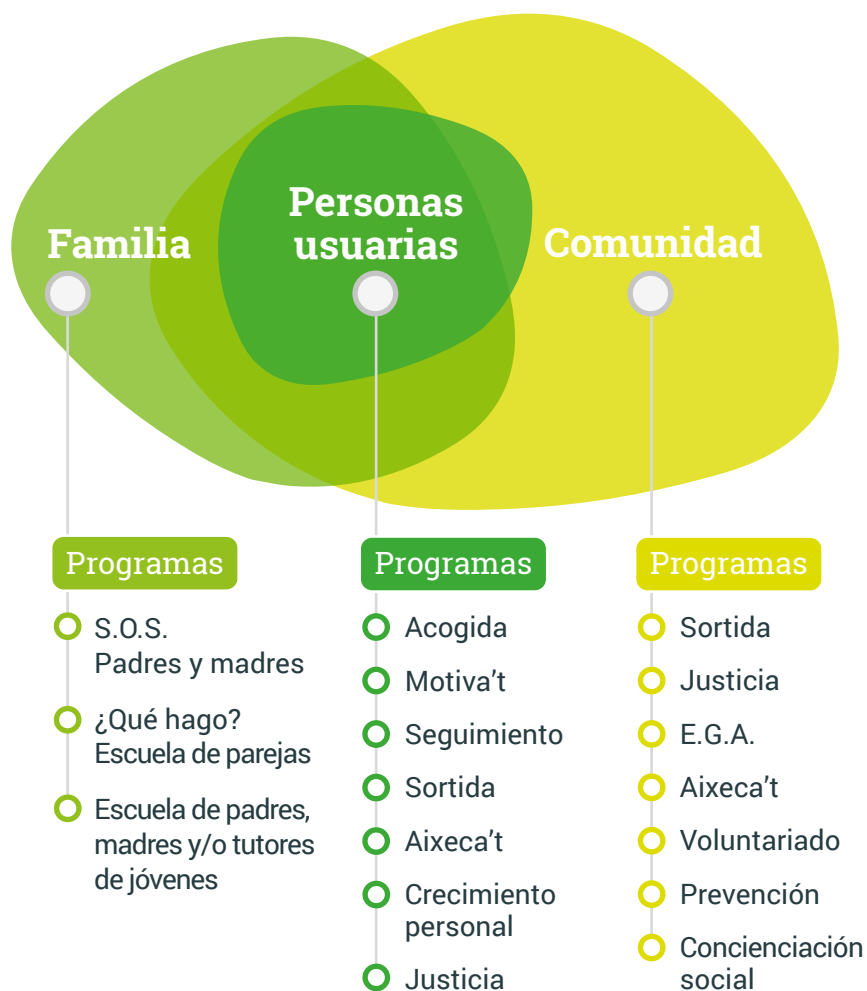 Familia
Personas
usuarias
Comunidad
Programas
S.O.S.
Padres y madres
¿Qué hago?
Escuela de parejas
Escuela de padres,
madres y/o tutores
de jóvenes
Programas
Acogida
Motiva’t
Seguimiento
Sortida
Aixeca’t
Crecimiento
personal
Justicia
Programas
Sortida
Justicia
E.G.A.
Aixeca’t
Voluntariado
Prevención
Concienciación
social